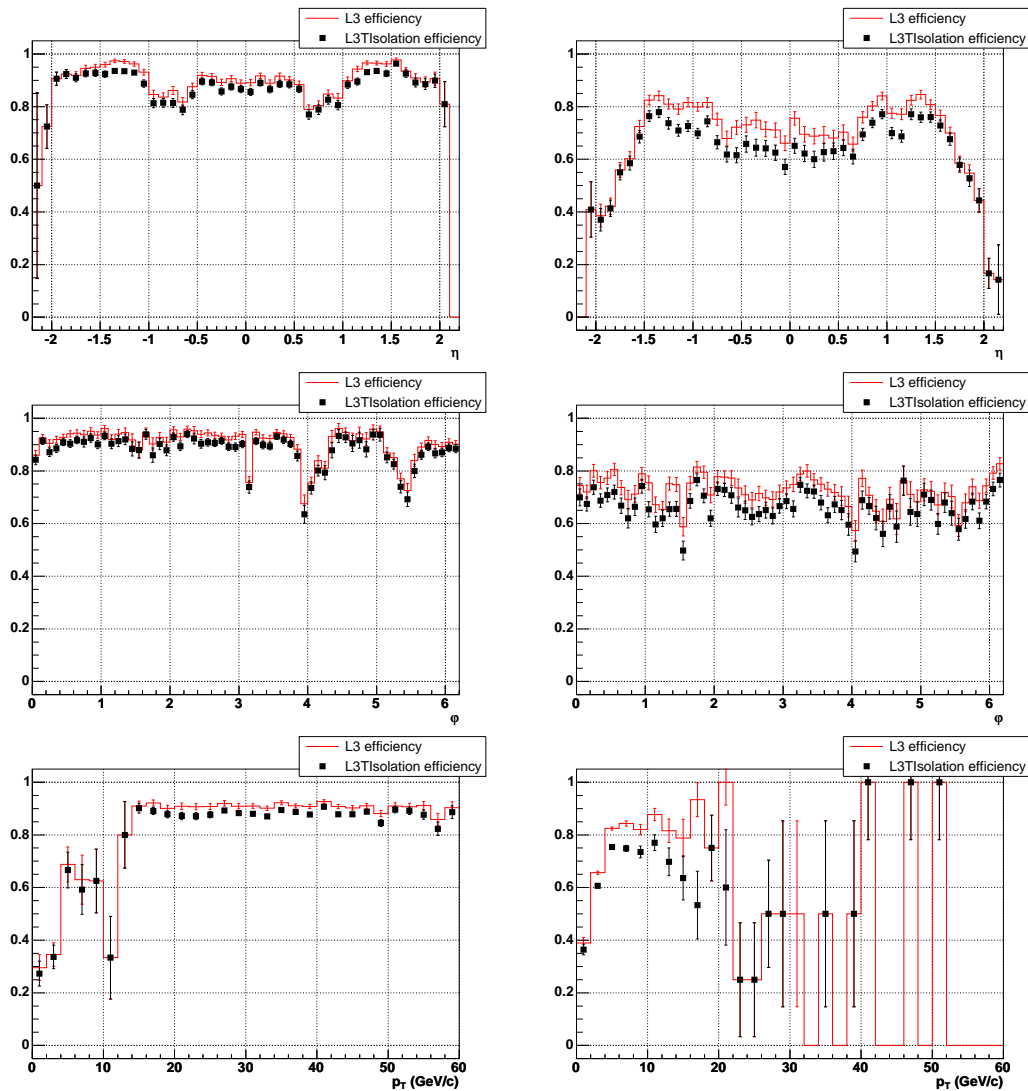 L3 efficiency
L3TIsolation efficiency
1
0.8
0.6
0.4
0.2
0
-2 -1.5 -1 -0.5 0 0.5 1 1.5 2
η
L3 efficiency
L3TIsolation efficiency
1
0.8
0.6
0.4
0.2
0
-2 -1.5 -1 -0.5 0 0.5 1 1.5 2
η
L3 efficiency
L3TIsolation efficiency
1
0.8
0.6
0.4
0.2
0
0 1 2 3 4 5 6
φ
L3 efficiency
L3TIsolation efficiency
1
0.8
0.6
0.4
0.2
0
0 1 2 3 4 5 6
φ
L3 efficiency
L3TIsolation efficiency
1
0.8
0.6
0.4
0.2
0
0 10 20 30 40 50 60
p_T (GeV/c)
L3 efficiency
L3TIsolation efficiency
1
0.8
0.6
0.4
0.2
0
0 10 20 30 40 50 60
p_T (GeV/c)